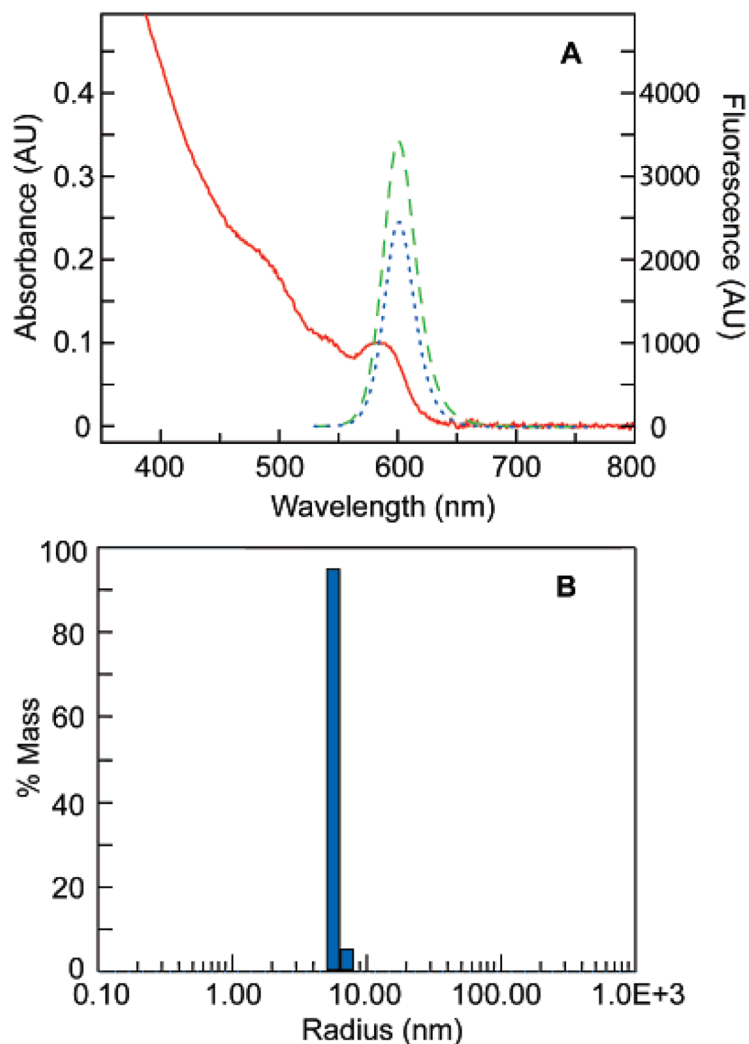 A
Absorbance (AU)
0.4
0.3
0.2
0.1
0
Fluorescence (AU)
4000
3000
2000
1000
0
400 500 600 700 800
Wavelength (nm)
B
% Mass
100
80
60
40
20
0
0.10 1.00 10.00 100.00 1.0E+3
Radius (nm)